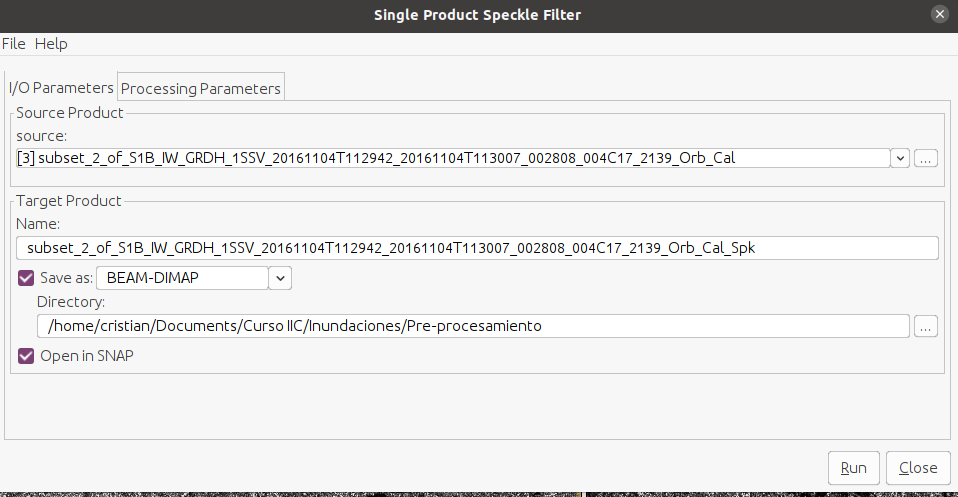 Single Product Speckle Filter
File Help
I/O Parameters Processing Parameters
Source Product
source:
[3] subset_2_of_S1B_IW_GRDH_1SSV_20161104T112942_20161104T113007_002808_004C17_2139_Orb_Cal
...
Target Product
Name:
subset_2_of_S1B_IW_GRDH_1SSV_20161104T112942_20161104T113007_002808_004C17_2139_Orb_Cal_Spk
Save as: BEAM-DIMAP
Directory:
/home/cristian/Documents/Curso IIC/Inundaciones/Pre-procesamiento
...
Open in SNAP
Run Close